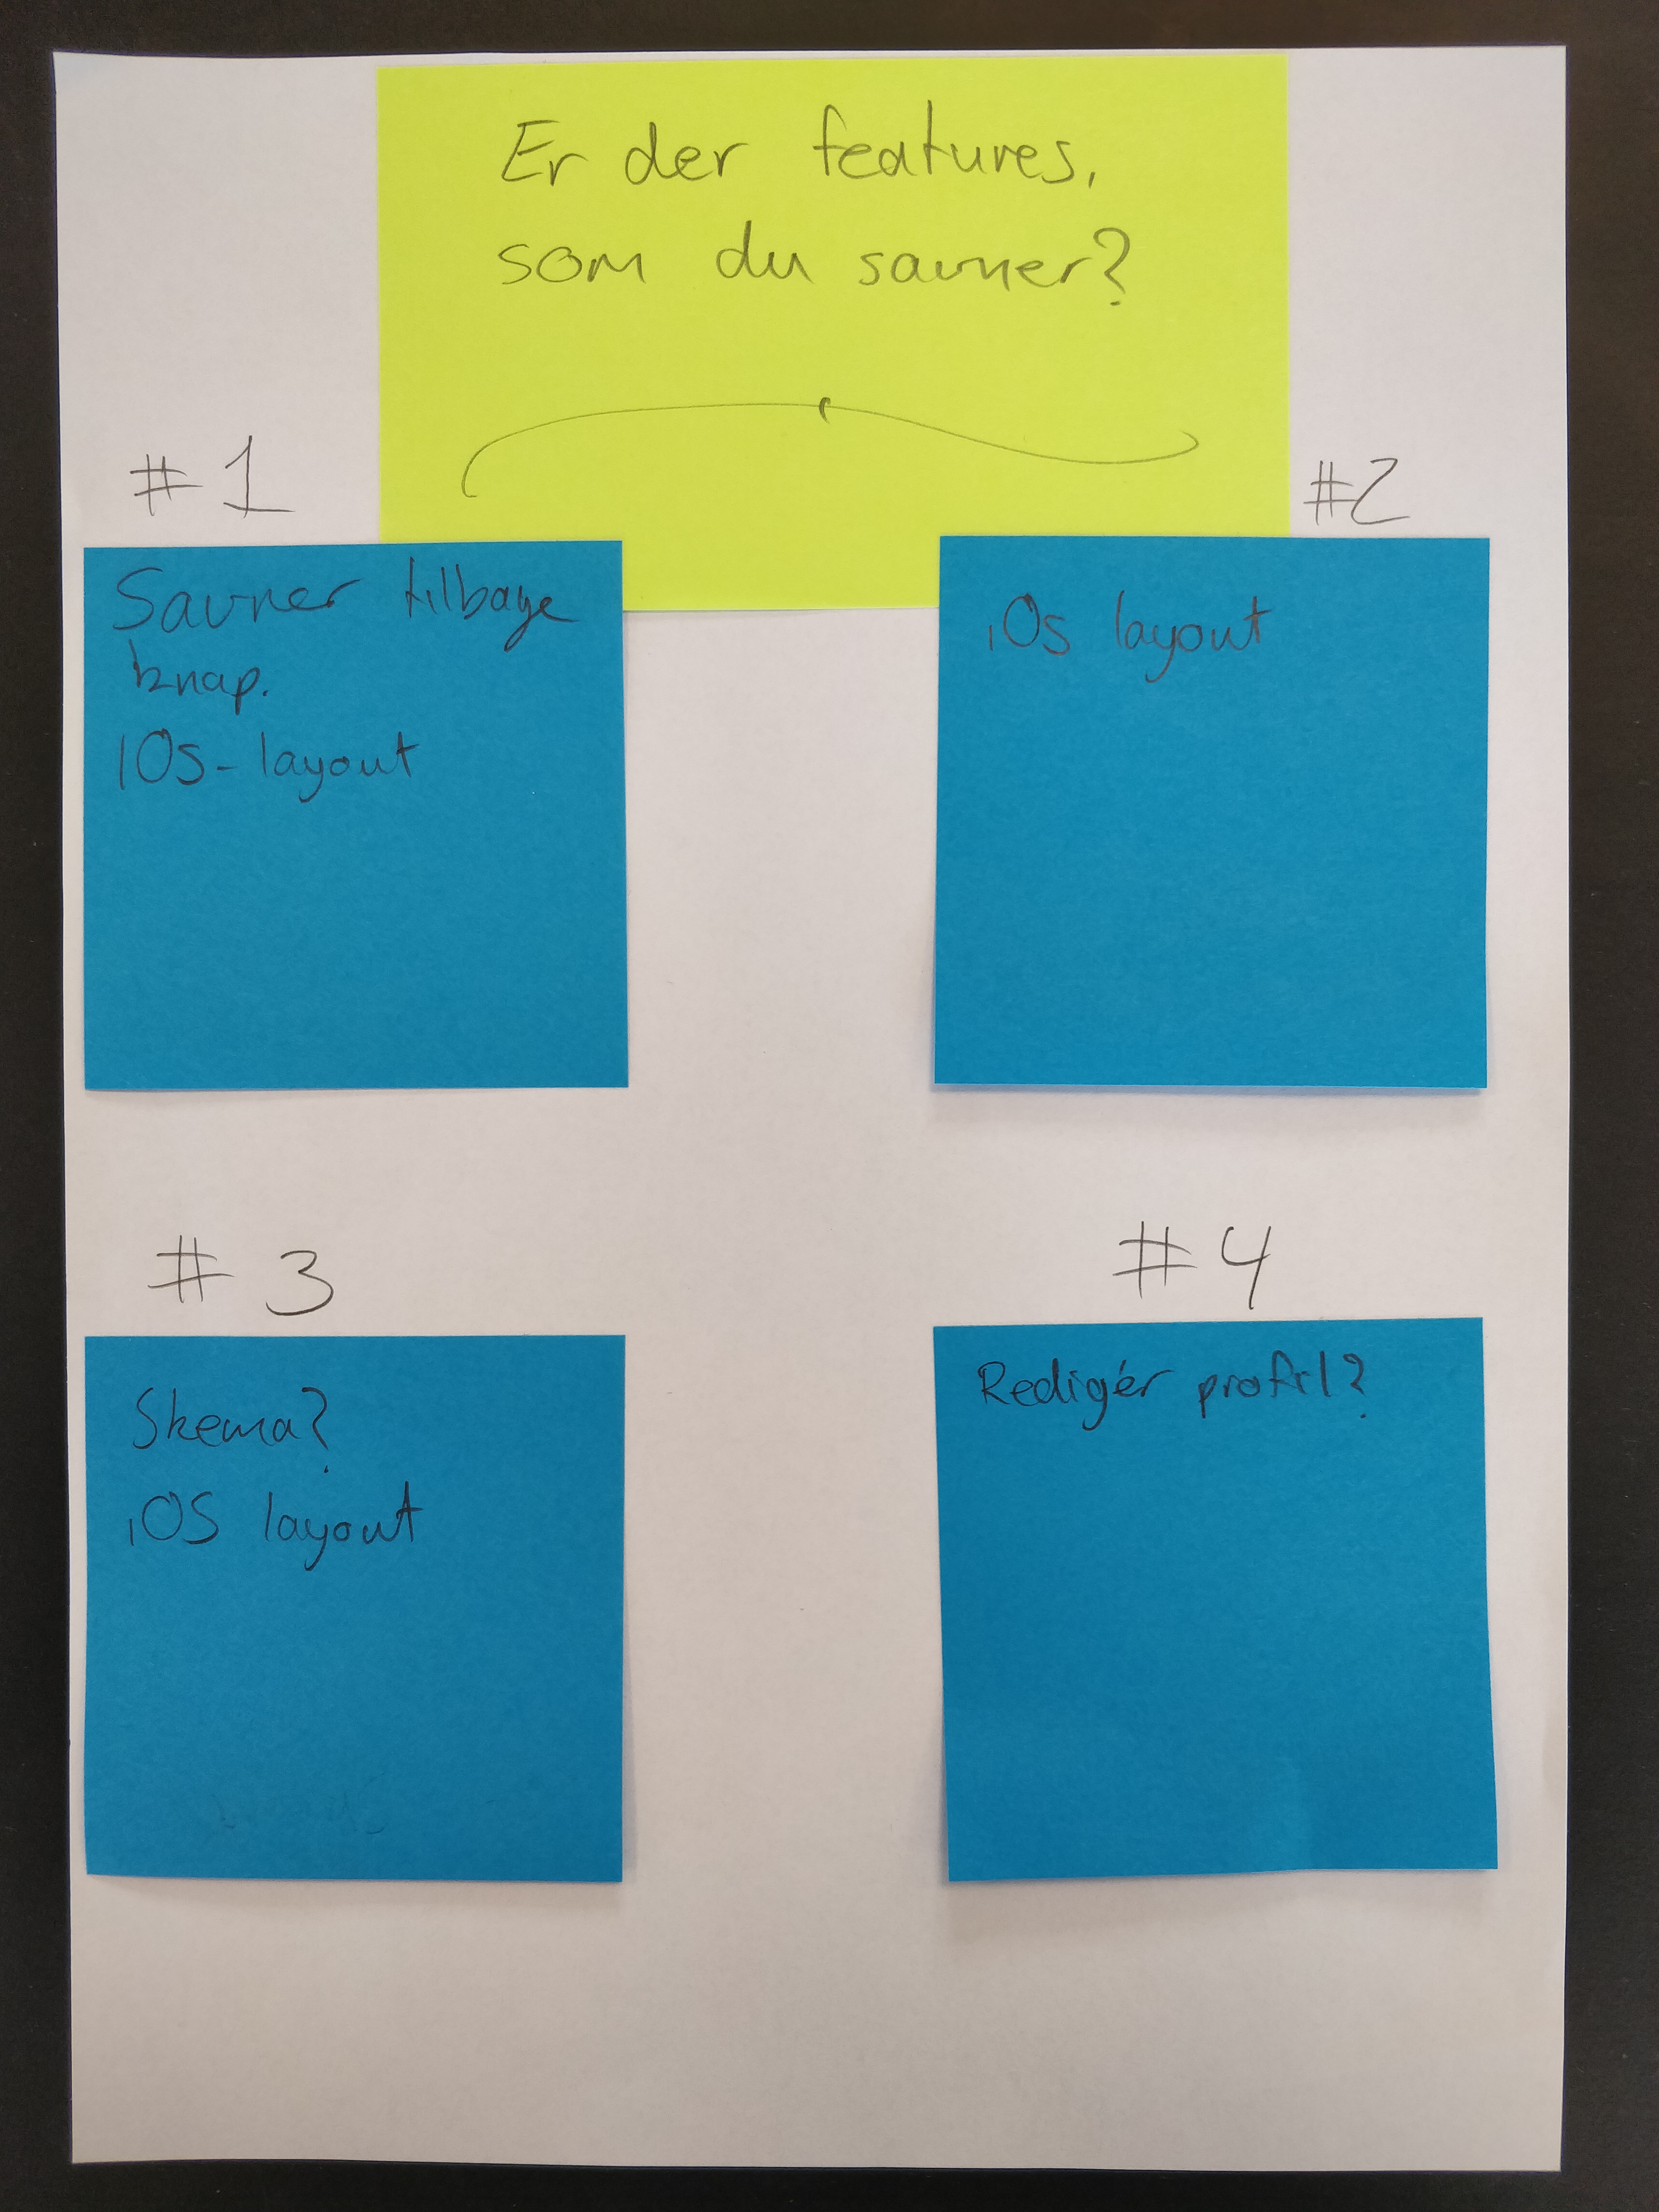 Er der features,
som du savner?
#1
Savner tilbage
knap.
IOs-layout
#2
iOs layout
#3
Skema?
iOS layout
#4
Redigér profil?